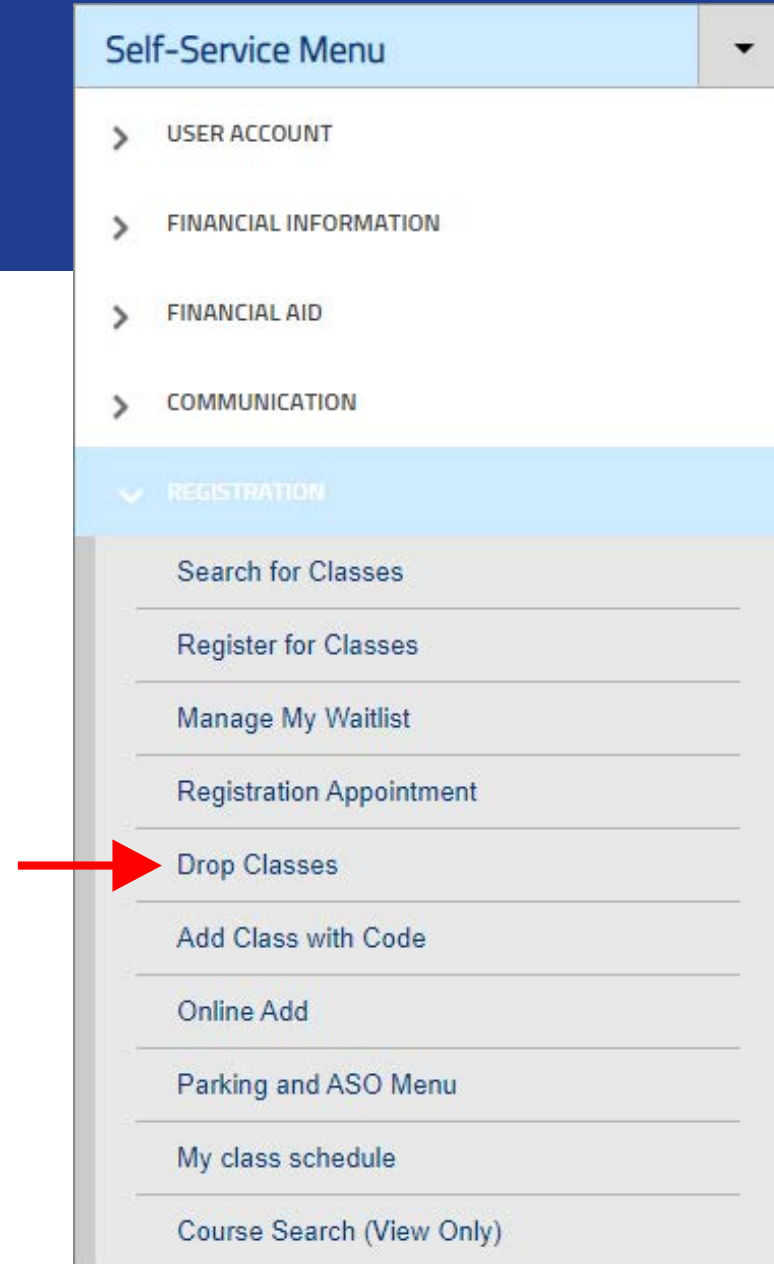 Self-Service Menu
USER ACCOUNT
FINANCIAL INFORMATION
FINANCIAL AID
COMMUNICATION
REGISTRATION
Search for Classes
Register for Classes
Manage My Waitlist
Registration Appointment
Drop Classes
Add Class with Code
Online Add
Parking and ASO Menu
My class schedule
Course Search (View Only)